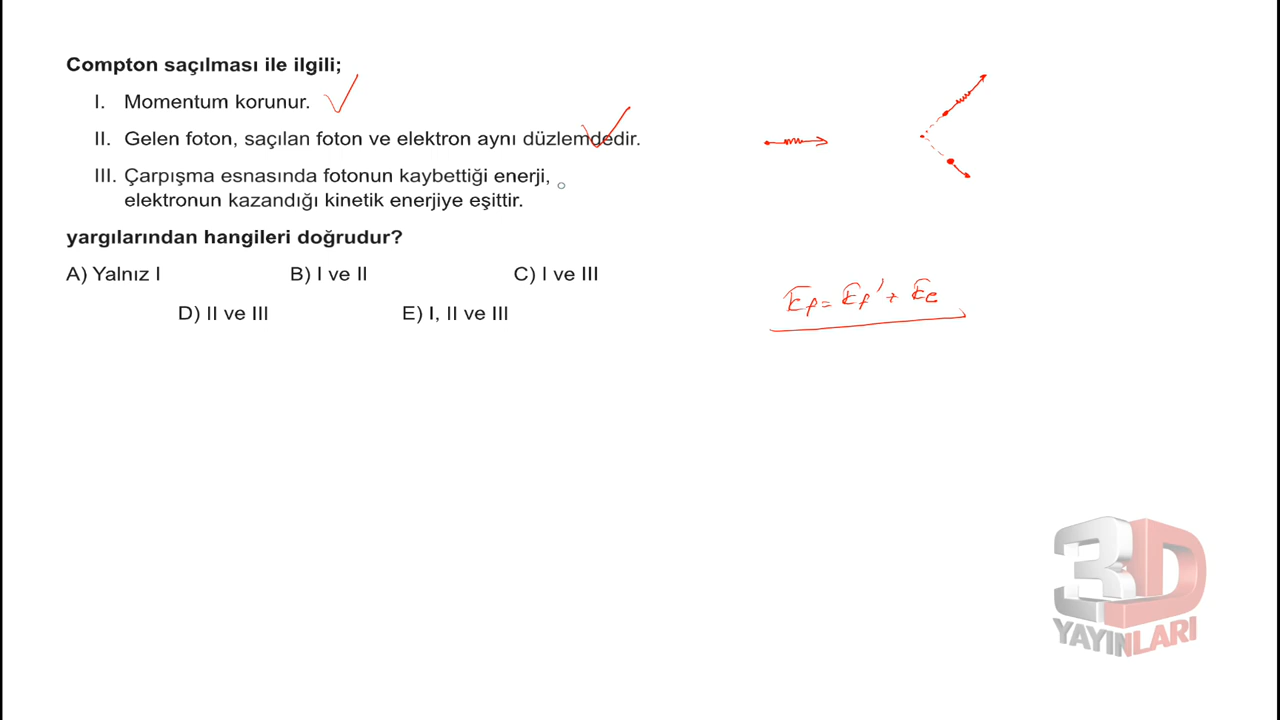 Compton saçılması ile ilgili;
I. Momentum korunur.
II. Gelen foton, saçılan foton ve elektron aynı düzlemdedir.
III. Çarpışma esnasında fotonun kaybettiği enerji,
elektronun kazandığı kinetik enerjiye eşittir.
yargılarından hangileri doğrudur?
A) Yalnız I B) I ve II C) I ve III
D) II ve III E) I, II ve III
Ef = Ef' + Ee
3D
YAYINLARI